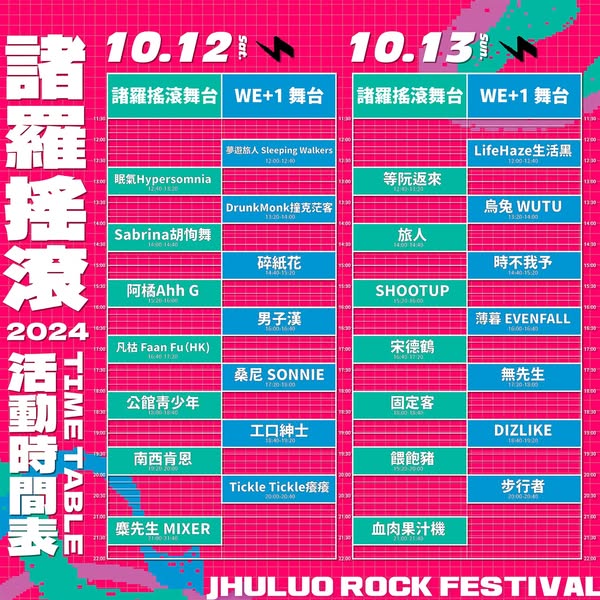 諸羅搖滾
2024
活動時間表
TIME TABLE
10.12 Sat.
諸羅搖滾舞台
WE+1 舞台
夢遊旅人 Sleeping Walkers
12:00-12:40
眠氣Hypersomnia
12:40-13:20
DrunkMonk撞克茫客
13:20-14:00
Sabrina胡恂舞
14:00-14:40
碎紙花
14:40-15:20
阿橘Ahh G
15:20-16:00
男子漢
16:00-16:40
凡枯 Faan Fu(HK)
16:40-17:20
桑尼 SONNIE
17:20-18:00
公館青少年
18:00-18:40
工口紳士
18:40-19:20
南西肯恩
19:20-20:00
Tickle Tickle癢癢
20:00-20:40
麋先生 MIXER
21:00-21:40
10.13 Sun.
諸羅搖滾舞台
WE+1 舞台
LifeHaze生活黑
12:00-12:40
等阮返來
12:40-13:20
烏兔 WUTU
13:20-14:00
旅人
14:00-14:40
時不我予
14:40-15:20
SHOOTUP
15:20-16:00
薄暮 EVENFALL
16:00-16:40
宋德鶴
16:40-17:20
無先生
17:20-18:00
固定客
18:00-18:40
DIZLIKE
18:40-19:20
餵飽豬
19:20-20:00
步行者
20:00-20:40
血肉果汁機
21:00-21:40
JHULUO ROCK FESTIVAL